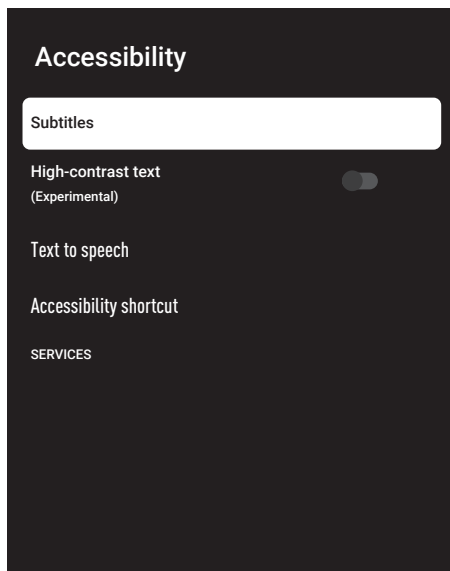 Accessibility
Subtitles
High-contrast text
(Experimental)
Text to speech
Accessibility shortcut
SERVICES